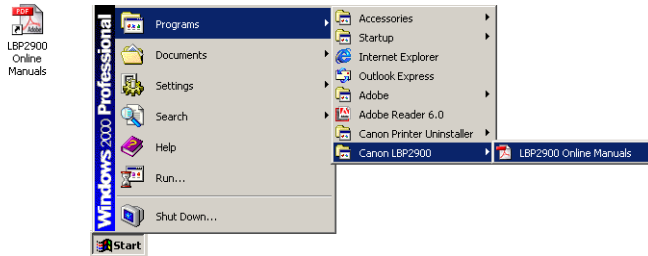 PDF
Adobe
LBP2900
Online
Manuals
Windows 2000 Professional
Programs
Documents
Settings
Search
Help
Run...
Shut Down...
Start
Accessories
Startup
Internet Explorer
Outlook Express
Adobe
Adobe Reader 6.0
Canon Printer Uninstaller
Canon LBP2900
LBP2900 Online Manuals